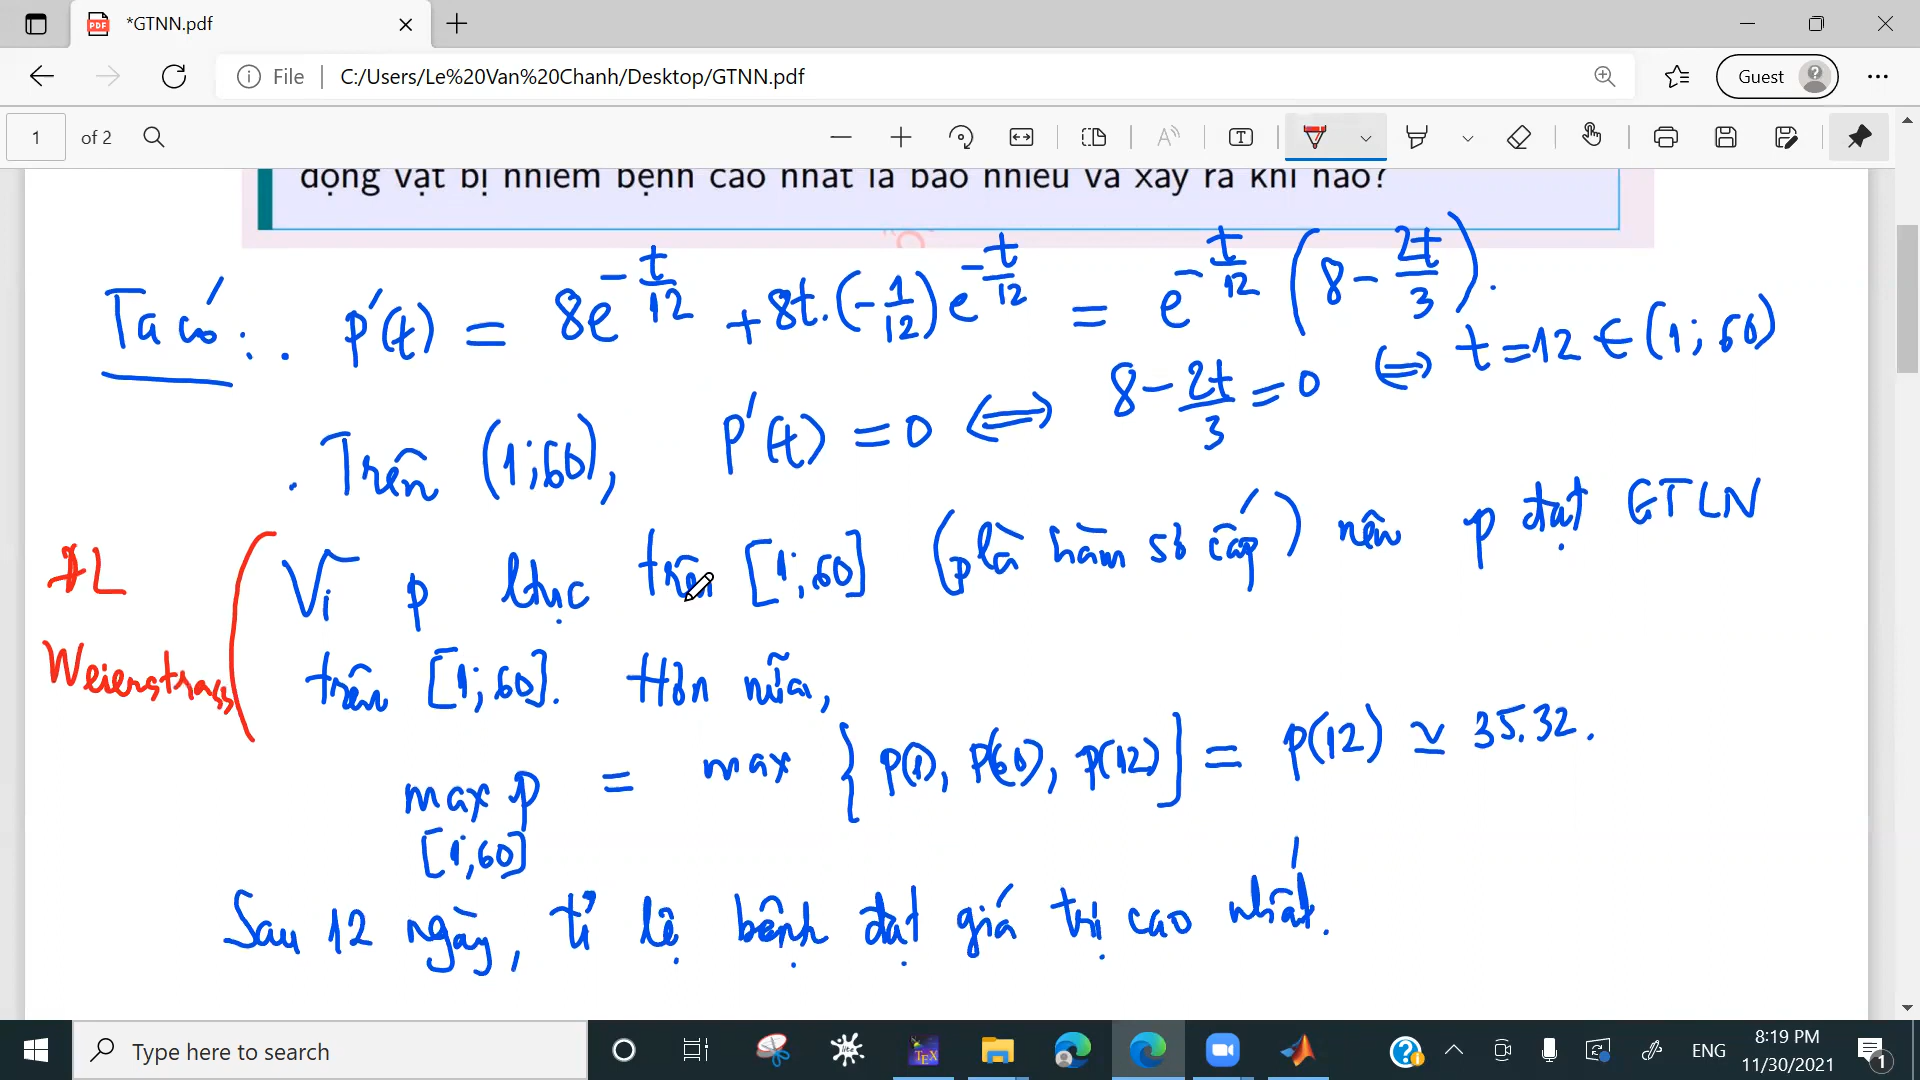 *GTNN.pdf
File | C:/Users/Le%20Van%20Chanh/Desktop/GTNN.pdf
Guest
1 of 2
động vật bị nhiễm bệnh cao nhất là bao nhiêu và xảy ra khi nào?
Ta có: . p'(t) = 8e^{-t/12} + 8t.(-1/12)e^{-t/12} = e^{-t/12}(8 - 2t/3).
. Trên (1;60), p'(t) = 0 ⟺ 8 - 2t/3 = 0 ⟺ t = 12 ∈ (1; 60)
ĐL Weierstrass
Vì p ltục trên [1;60] (p là hàm số cấp) nên p đạt GTLN
trên [1;60]. Hơn nữa,
max p = max {p(1), p(60), p(12)} = p(12) ≃ 35.32.
[1;60]
Sau 12 ngày, tỉ lệ bệnh đạt giá trị cao nhất.
Type here to search
ENG
8:19 PM
11/30/2021
1